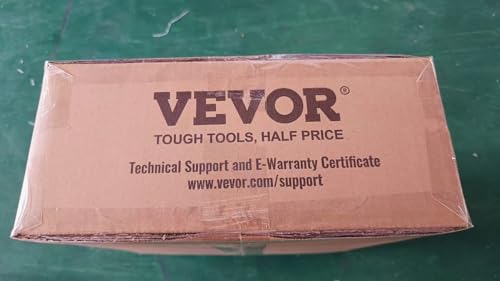 VEVOR®
TOUGH TOOLS, HALF PRICE
Technical Support and E-Warranty Certificate
www.vevor.com/support